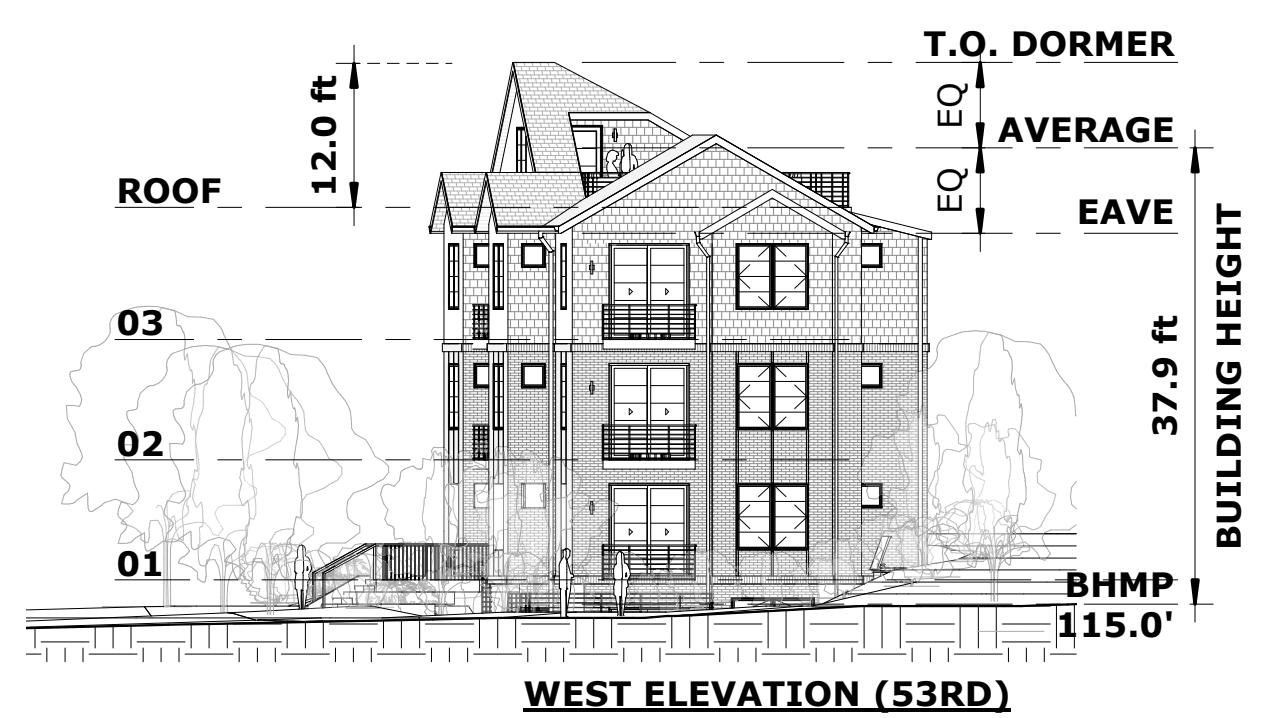 T.O. DORMER
12.0 ft
EQ
AVERAGE
ROOF
EQ
EAVE
03
02
37.9 ft
BUILDING HEIGHT
01
BHMP
115.0'
WEST ELEVATION (53RD)